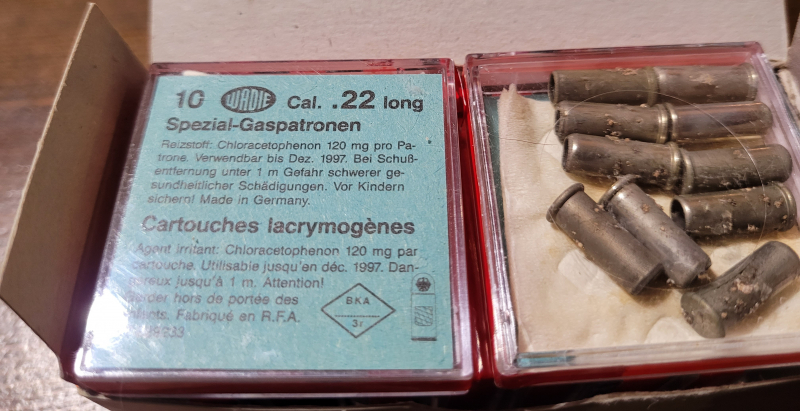 10 WADIE Cal. .22 long
Spezial-Gaspatronen
Reizstoff: Chloracetophenon 120 mg pro Pa-
trone. Verwendbar bis Dez. 1997. Bei Schuß-
entfernung unter 1 m Gefahr schwerer ge-
sundheitlicher Schädigungen. Vor Kindern
sichern! Made in Germany.
Cartouches lacrymogènes
Agent irritant: Chloracetophenon 120 mg par
cartouche. Utilisable jusqu'en déc. 1997. Dan-
gereux jusqu'à 1 m. Attention!
Garder hors de portée des
enfants. Fabriqué en R.F.A.
BKA
3r